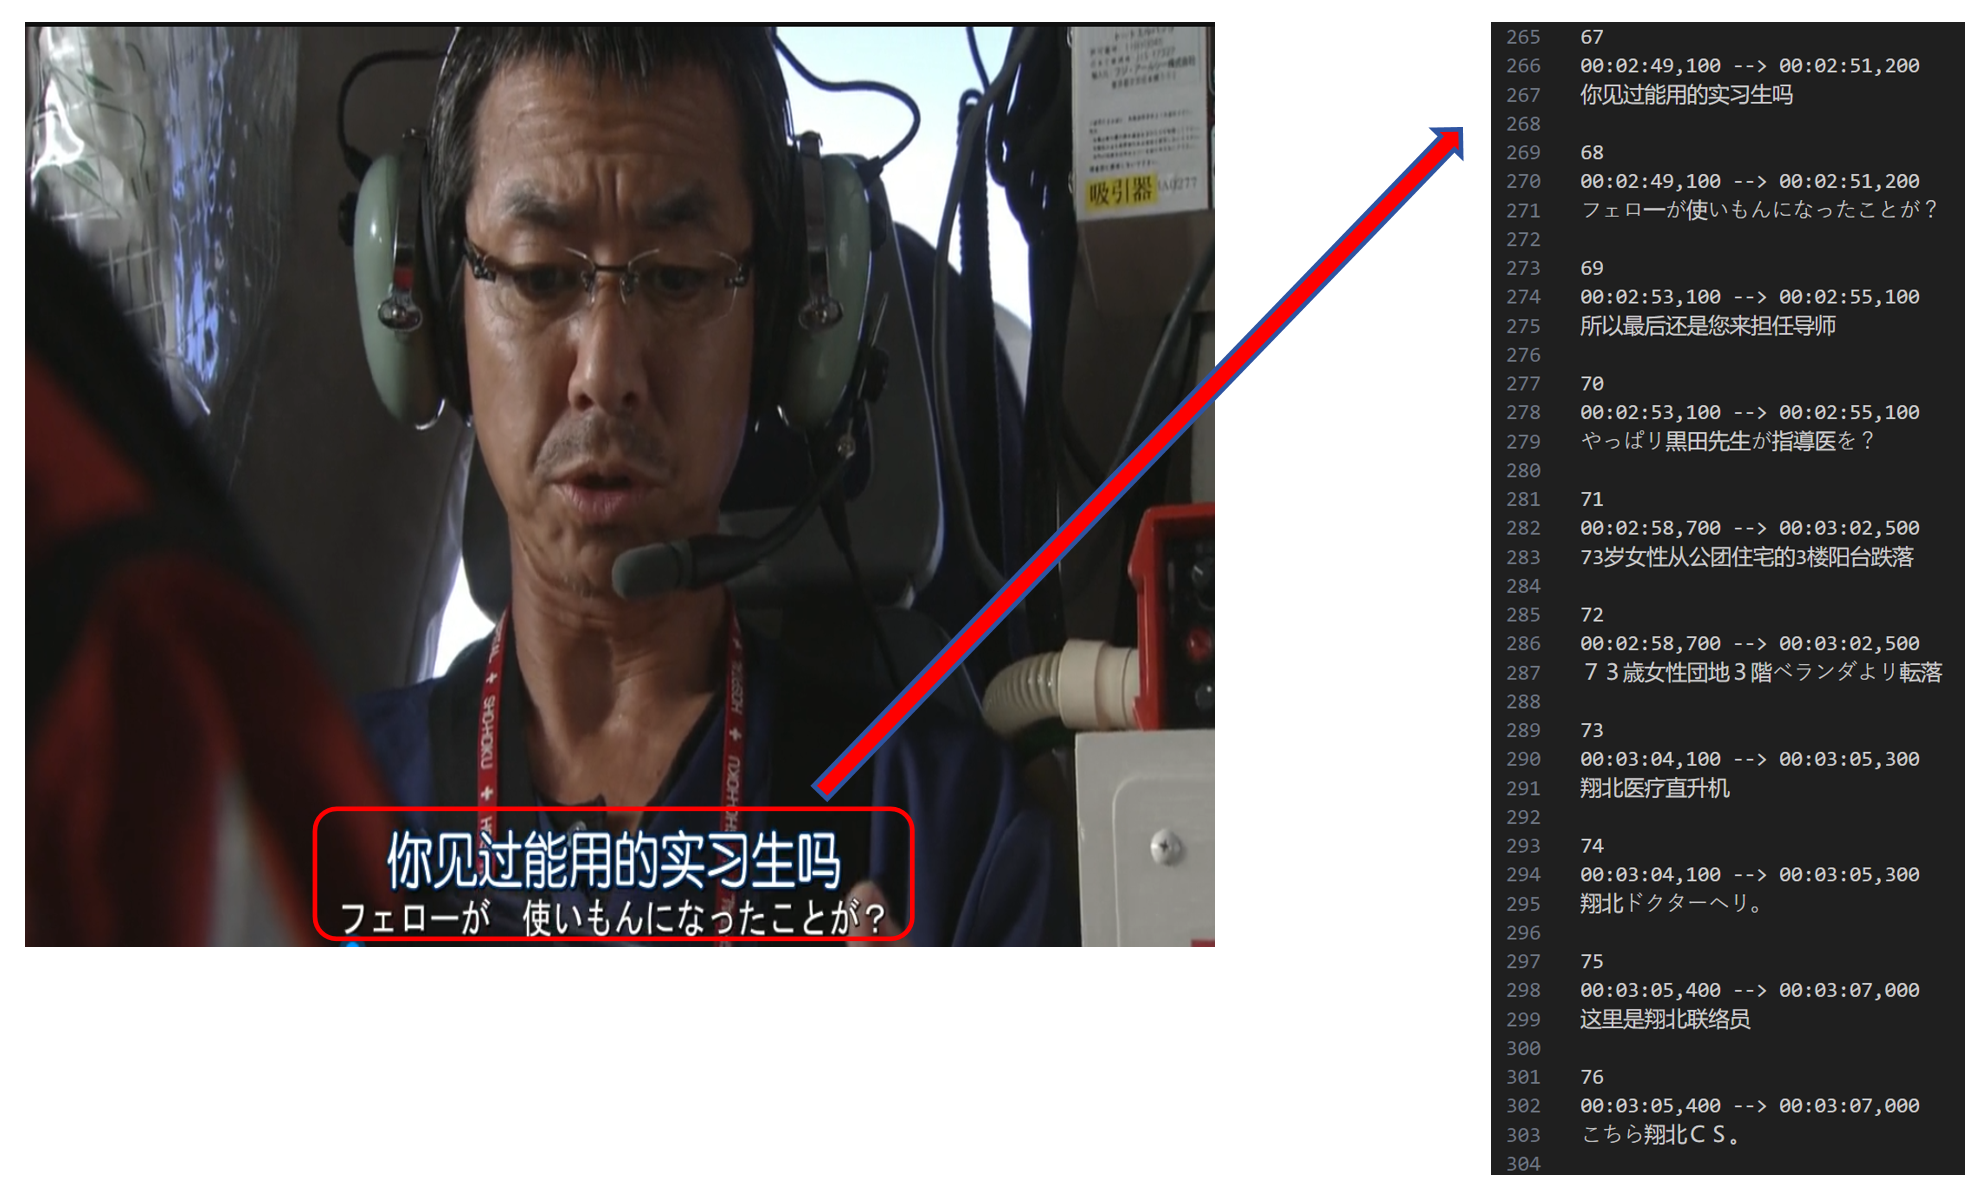 吸引器
SHOHOKU
HOSPITAL
SHO-HOKU
你见过能用的实习生吗
フェローが　使いもんになったことが？
265 67
266 00:02:49,100 --> 00:02:51,200
267 你见过能用的实习生吗
268
269 68
270 00:02:49,100 --> 00:02:51,200
271 フェロ一が使いもんになったことが？
272
273 69
274 00:02:53,100 --> 00:02:55,100
275 所以最后还是您来担任导师
276
277 70
278 00:02:53,100 --> 00:02:55,100
279 やっぱリ黒田先生が指導医を？
280
281 71
282 00:02:58,700 --> 00:03:02,500
283 73岁女性从公团住宅的3楼阳台跌落
284
285 72
286 00:02:58,700 --> 00:03:02,500
287 ７３歳女性団地３階ベランダよリ転落
288
289 73
290 00:03:04,100 --> 00:03:05,300
291 翔北医疗直升机
292
293 74
294 00:03:04,100 --> 00:03:05,300
295 翔北ドクターヘリ。
296
297 75
298 00:03:05,400 --> 00:03:07,000
299 这里是翔北联络员
300
301 76
302 00:03:05,400 --> 00:03:07,000
303 こちら翔北ＣＳ。
304